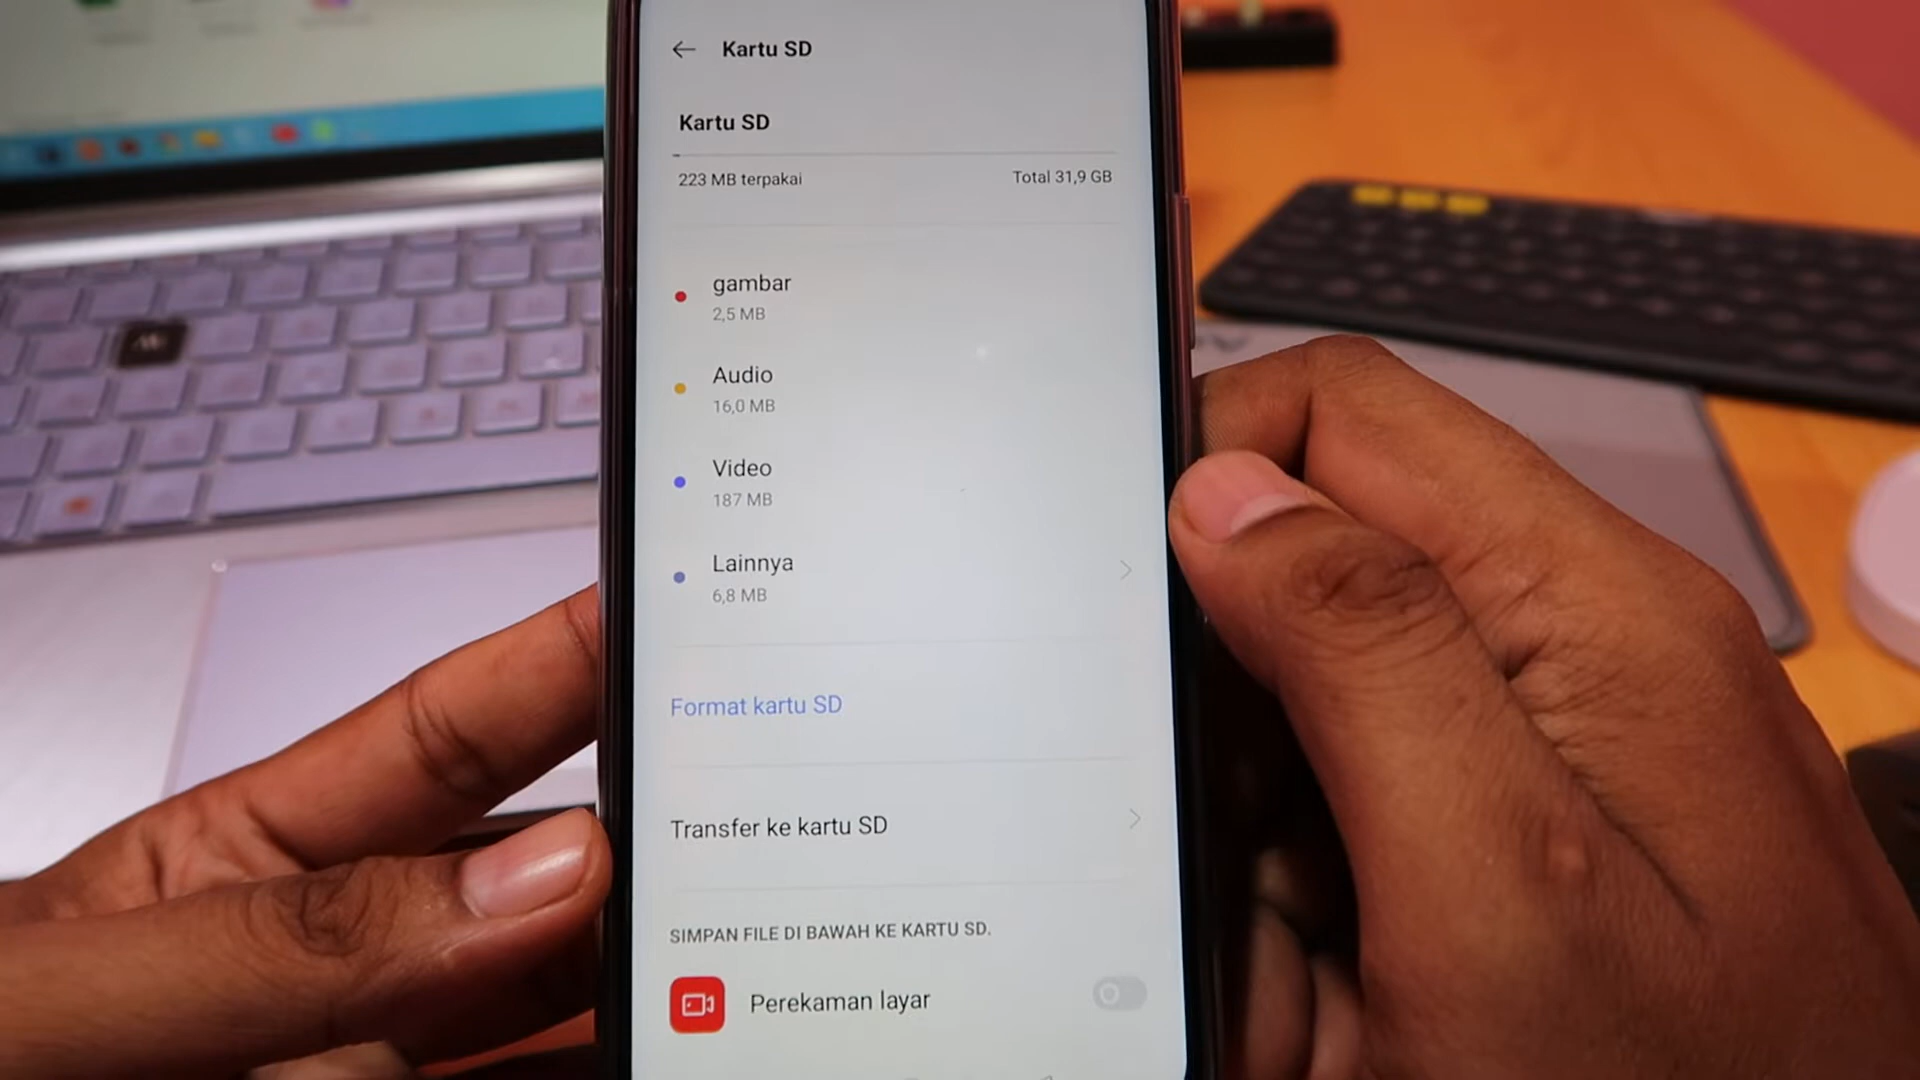 Kartu SD
Kartu SD
223 MB terpakai
Total 31,9 GB
gambar
2,5 MB
Audio
16,0 MB
Video
187 MB
Lainnya
6,8 MB
Format kartu SD
Transfer ke kartu SD
SIMPAN FILE DI BAWAH KE KARTU SD.
Perekaman layar